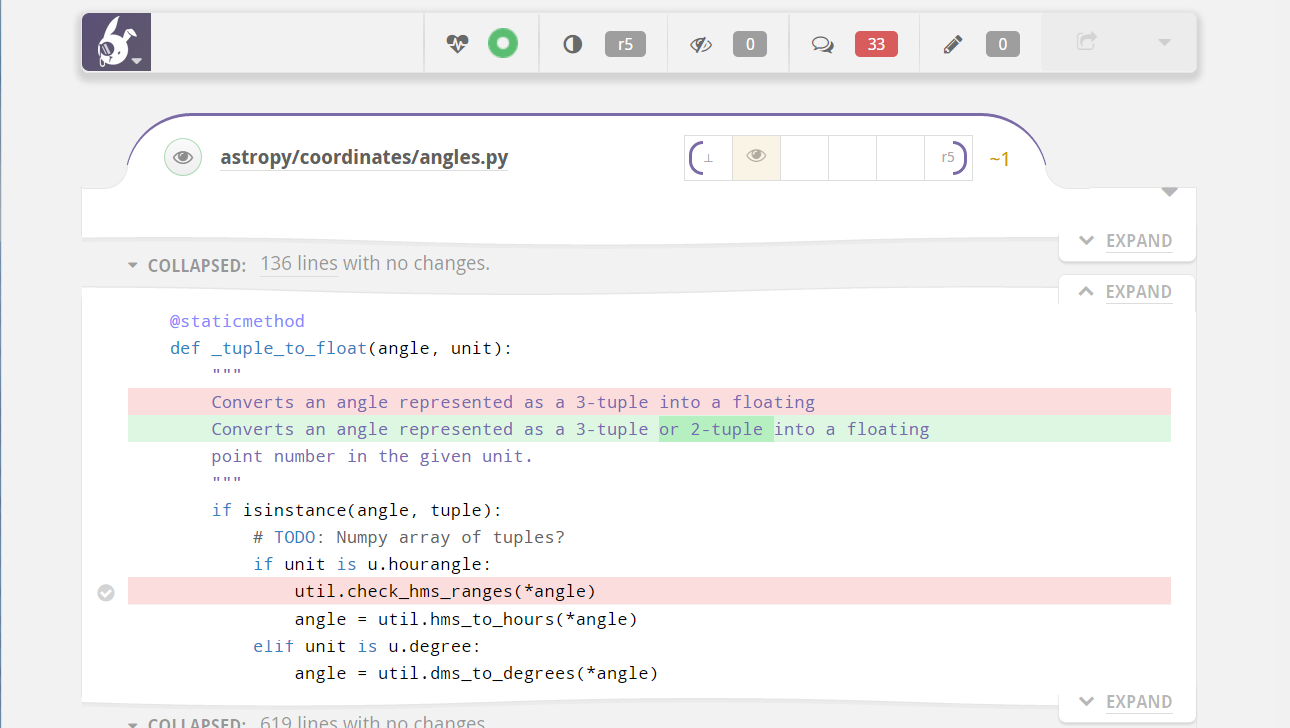 r5 0 33 0
astropy/coordinates/angles.py ⊥ r5 ~1
EXPAND
COLLAPSED: 136 lines with no changes.
EXPAND
@staticmethod
def _tuple_to_float(angle, unit):
"""
Converts an angle represented as a 3-tuple into a floating
Converts an angle represented as a 3-tuple or 2-tuple into a floating
point number in the given unit.
"""
if isinstance(angle, tuple):
# TODO: Numpy array of tuples?
if unit is u.hourangle:
util.check_hms_ranges(*angle)
angle = util.hms_to_hours(*angle)
elif unit is u.degree:
angle = util.dms_to_degrees(*angle)
EXPAND
COLLAPSED: 619 lines with no changes.